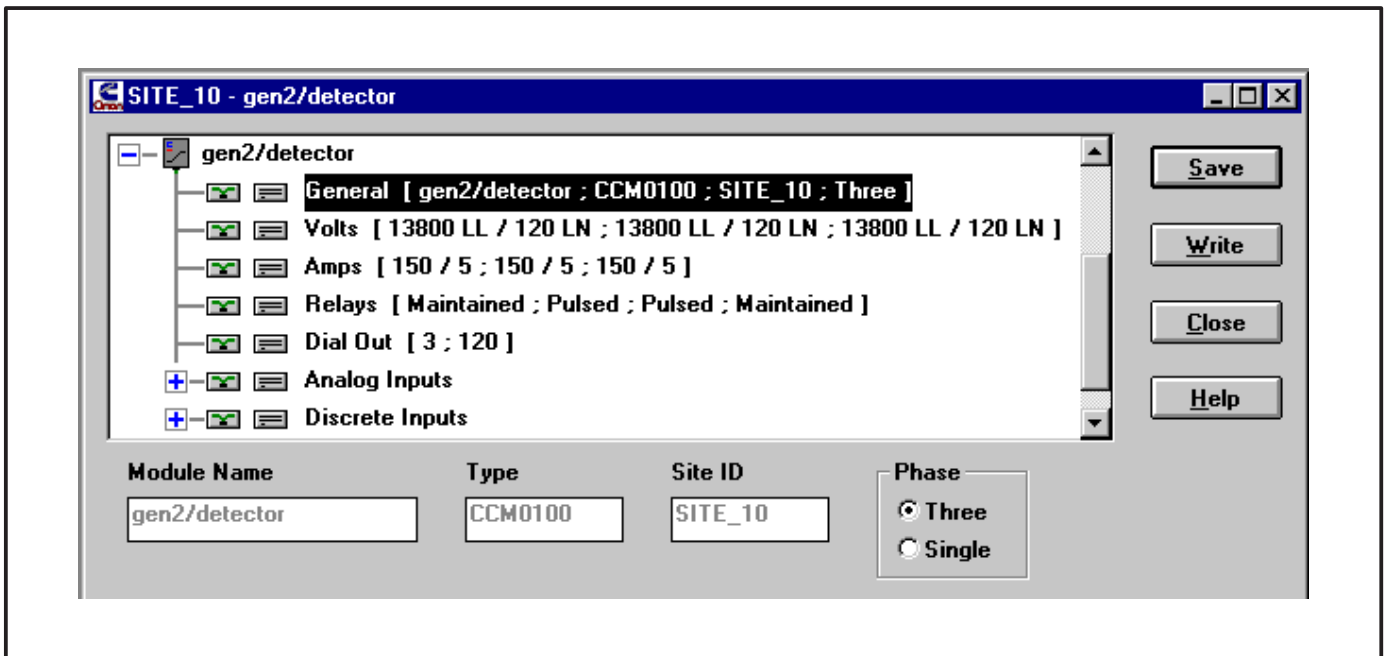 SITE_10 - gen2/detector
gen2/detector
General [ gen2/detector ; CCM0100 ; SITE_10 ; Three ]
Volts [ 13800 LL / 120 LN ; 13800 LL / 120 LN ; 13800 LL / 120 LN ]
Amps [ 150 / 5 ; 150 / 5 ; 150 / 5 ]
Relays [ Maintained ; Pulsed ; Pulsed ; Maintained ]
Dial Out [ 3 ; 120 ]
Analog Inputs
Discrete Inputs
Save
Write
Close
Help
Module Name Type Site ID Phase
gen2/detector CCM0100 SITE_10
Three
Single